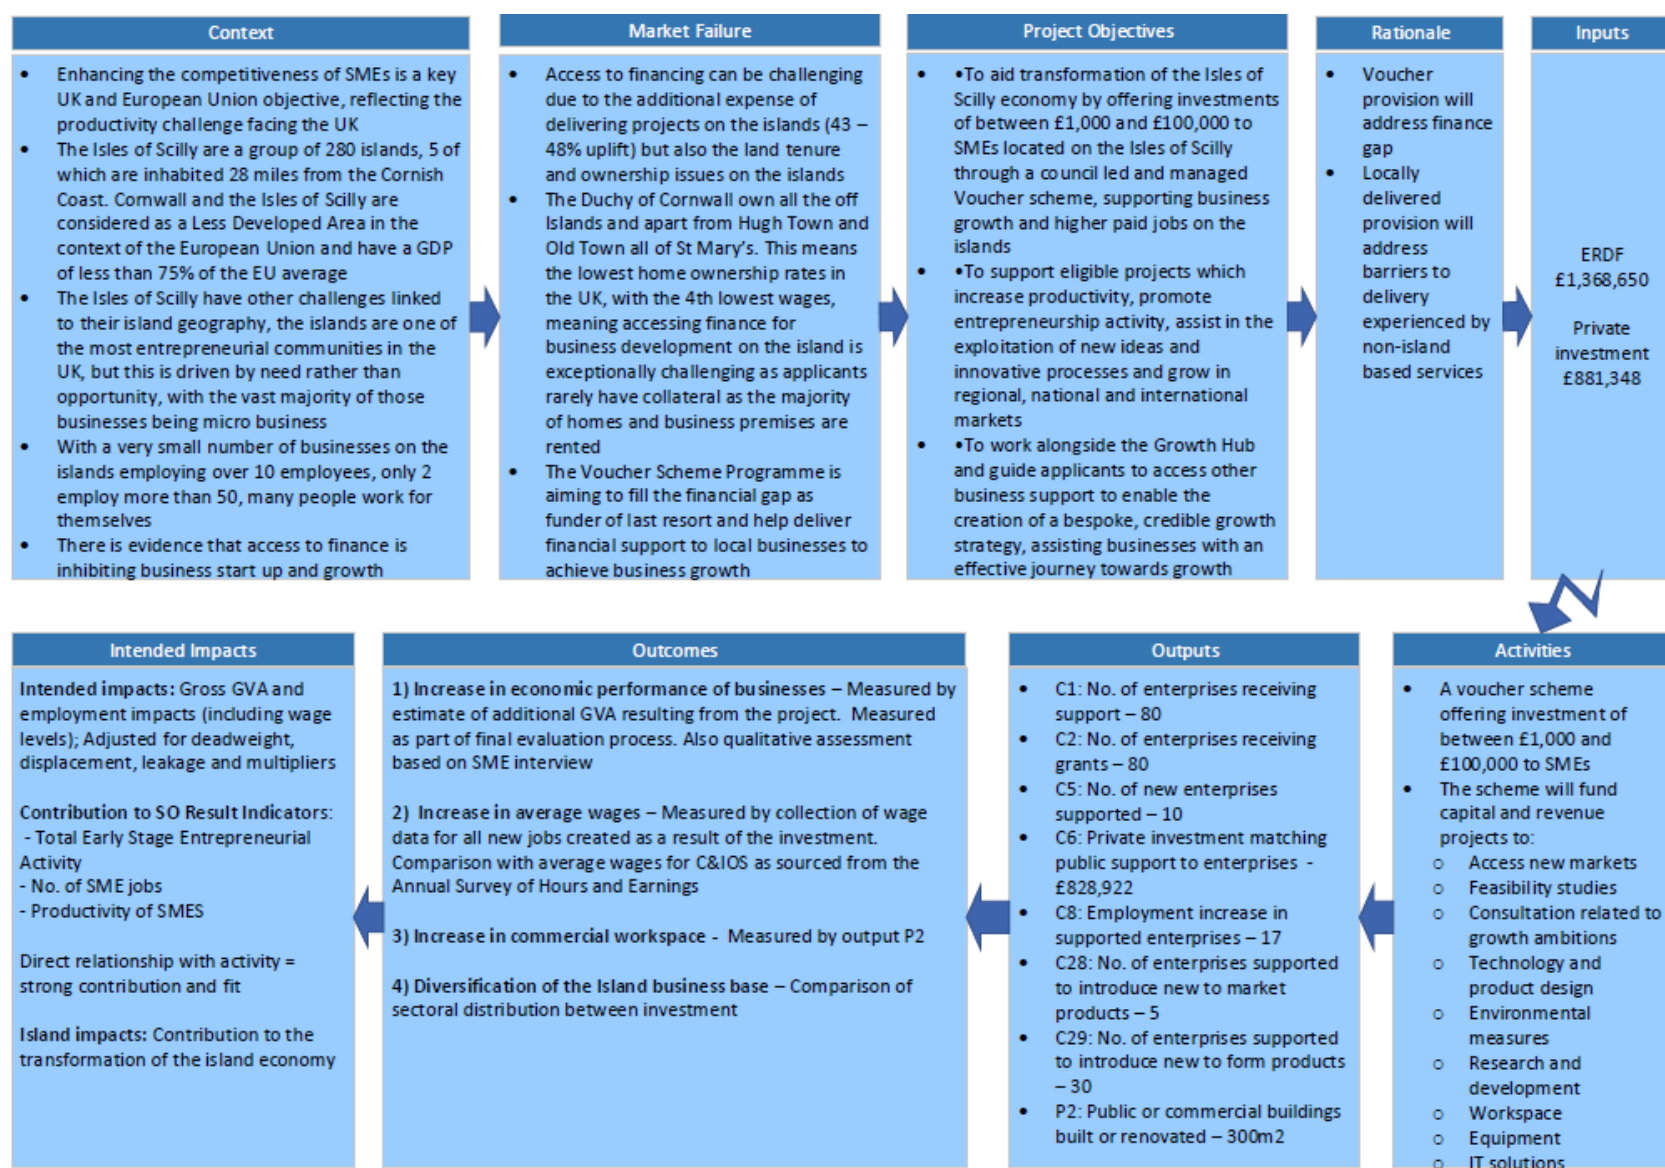 Context
• Enhancing the competitiveness of SMEs is a key
UK and European Union objective, reflecting the
productivity challenge facing the UK
• The Isles of Scilly are a group of 280 islands, 5 of
which are inhabited 28 miles from the Cornish
Coast. Cornwall and the Isles of Scilly are
considered as a Less Developed Area in the
context of the European Union and have a GDP
of less than 75% of the EU average
• The Isles of Scilly have other challenges linked
to their island geography, the islands are one of
the most entrepreneurial communities in the
UK, but this is driven by need rather than
opportunity, with the vast majority of those
businesses being micro business
• With a very small number of businesses on the
islands employing over 10 employees, only 2
employ more than 50, many people work for
themselves
• There is evidence that access to finance is
inhibiting business start up and growth
Market Failure
• Access to financing can be challenging
due to the additional expense of
delivering projects on the islands (43 –
48% uplift) but also the land tenure
and ownership issues on the islands
• The Duchy of Cornwall own all the off
Islands and apart from Hugh Town and
Old Town all of St Mary's. This means
the lowest home ownership rates in
the UK, with the 4th lowest wages,
meaning accessing finance for
business development on the island is
exceptionally challenging as applicants
rarely have collateral as the majority
of homes and business premises are
rented
• The Voucher Scheme Programme is
aiming to fill the financial gap as
funder of last resort and help deliver
financial support to local businesses to
achieve business growth
Project Objectives
• •To aid transformation of the Isles of
Scilly economy by offering investments
of between £1,000 and £100,000 to
SMEs located on the Isles of Scilly
through a council led and managed
Voucher scheme, supporting business
growth and higher paid jobs on the
islands
• •To support eligible projects which
increase productivity, promote
entrepreneurship activity, assist in the
exploitation of new ideas and
innovative processes and grow in
regional, national and international
markets
• •To work alongside the Growth Hub
and guide applicants to access other
business support to enable the
creation of a bespoke, credible growth
strategy, assisting businesses with an
effective journey towards growth
Rationale
• Voucher
provision will
address finance
gap
• Locally
delivered
provision will
address
barriers to
delivery
experienced by
non-island
based services
Inputs
ERDF
£1,368,650
Private
investment
£881,348
Intended Impacts
Intended impacts: Gross GVA and
employment impacts (including wage
levels); Adjusted for deadweight,
displacement, leakage and multipliers
Contribution to SO Result Indicators:
- Total Early Stage Entrepreneurial
Activity
- No. of SME jobs
- Productivity of SMES
Direct relationship with activity =
strong contribution and fit
Island impacts: Contribution to the
transformation of the island economy
Outcomes
1) Increase in economic performance of businesses – Measured by
estimate of additional GVA resulting from the project. Measured
as part of final evaluation process. Also qualitative assessment
based on SME interview
2) Increase in average wages – Measured by collection of wage
data for all new jobs created as a result of the investment.
Comparison with average wages for C&IOS as sourced from the
Annual Survey of Hours and Earnings
3) Increase in commercial workspace - Measured by output P2
4) Diversification of the Island business base – Comparison of
sectoral distribution between investment
Outputs
• C1: No. of enterprises receiving
support – 80
• C2: No. of enterprises receiving
grants – 80
• C5: No. of new enterprises
supported – 10
• C6: Private investment matching
public support to enterprises -
£828,922
• C8: Employment increase in
supported enterprises – 17
• C28: No. of enterprises supported
to introduce new to market
products – 5
• C29: No. of enterprises supported
to introduce new to form products
– 30
• P2: Public or commercial buildings
built or renovated – 300m2
Activities
• A voucher scheme
offering investment of
between £1,000 and
£100,000 to SMEs
• The scheme will fund
capital and revenue
projects to:
o Access new markets
o Feasibility studies
o Consultation related to
growth ambitions
o Technology and
product design
o Environmental
measures
o Research and
development
o Workspace
o Equipment
o IT solutions